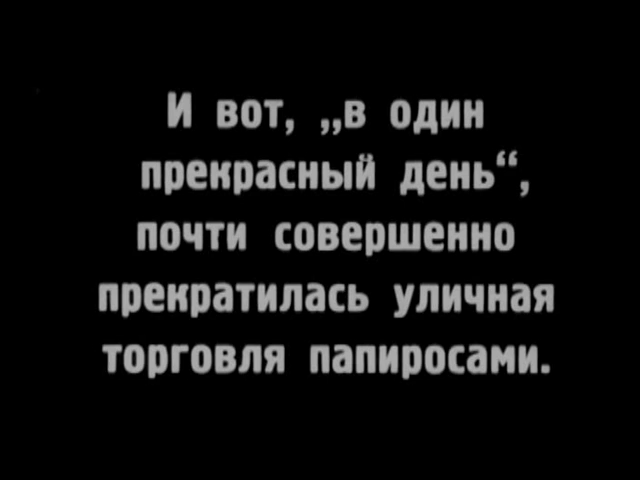 И вот, „в один
прекрасный день“,
почти совершенно
прекратилась уличная
торговля папиросами.